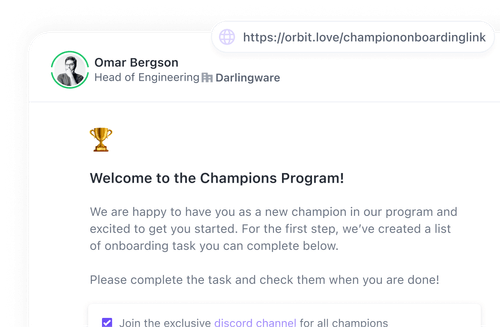 https://orbit.love/championonboardinglink
Omar Bergson
Head of Engineering Darlingware
Welcome to the Champions Program!
We are happy to have you as a new champion in our program and
excited to get you started. For the first step, we've created a list
of onboarding task you can complete below.
Please complete the task and check them when you are done!
Join the exclusive discord channel for all champions